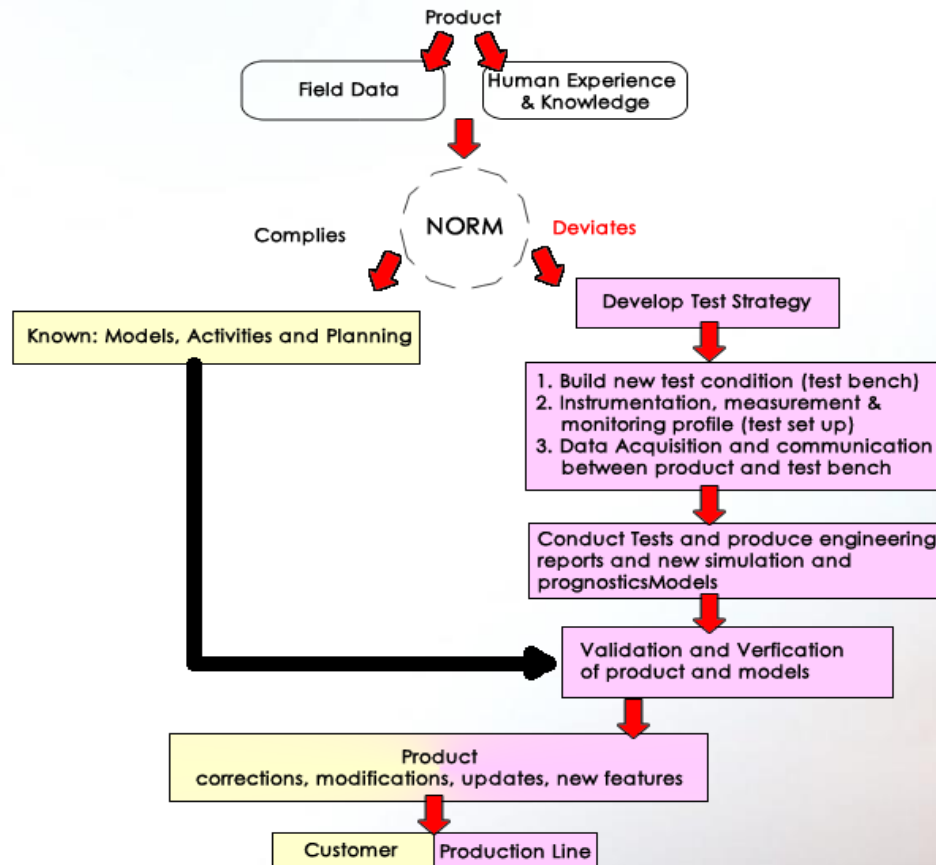 Product
Field Data
Human Experience
& Knowledge
NORM
Complies
Deviates
Known: Models, Activities and Planning
Develop Test Strategy
1. Build new test condition (test bench)
2. Instrumentation, measurement &
monitoring profile (test set up)
3. Data Acquisition and communication
between product and test bench
Conduct Tests and produce engineering
reports and new simulation and
prognosticsModels
Validation and Verfication
of product and models
Product
corrections, modifications, updates, new features
Customer
Production Line